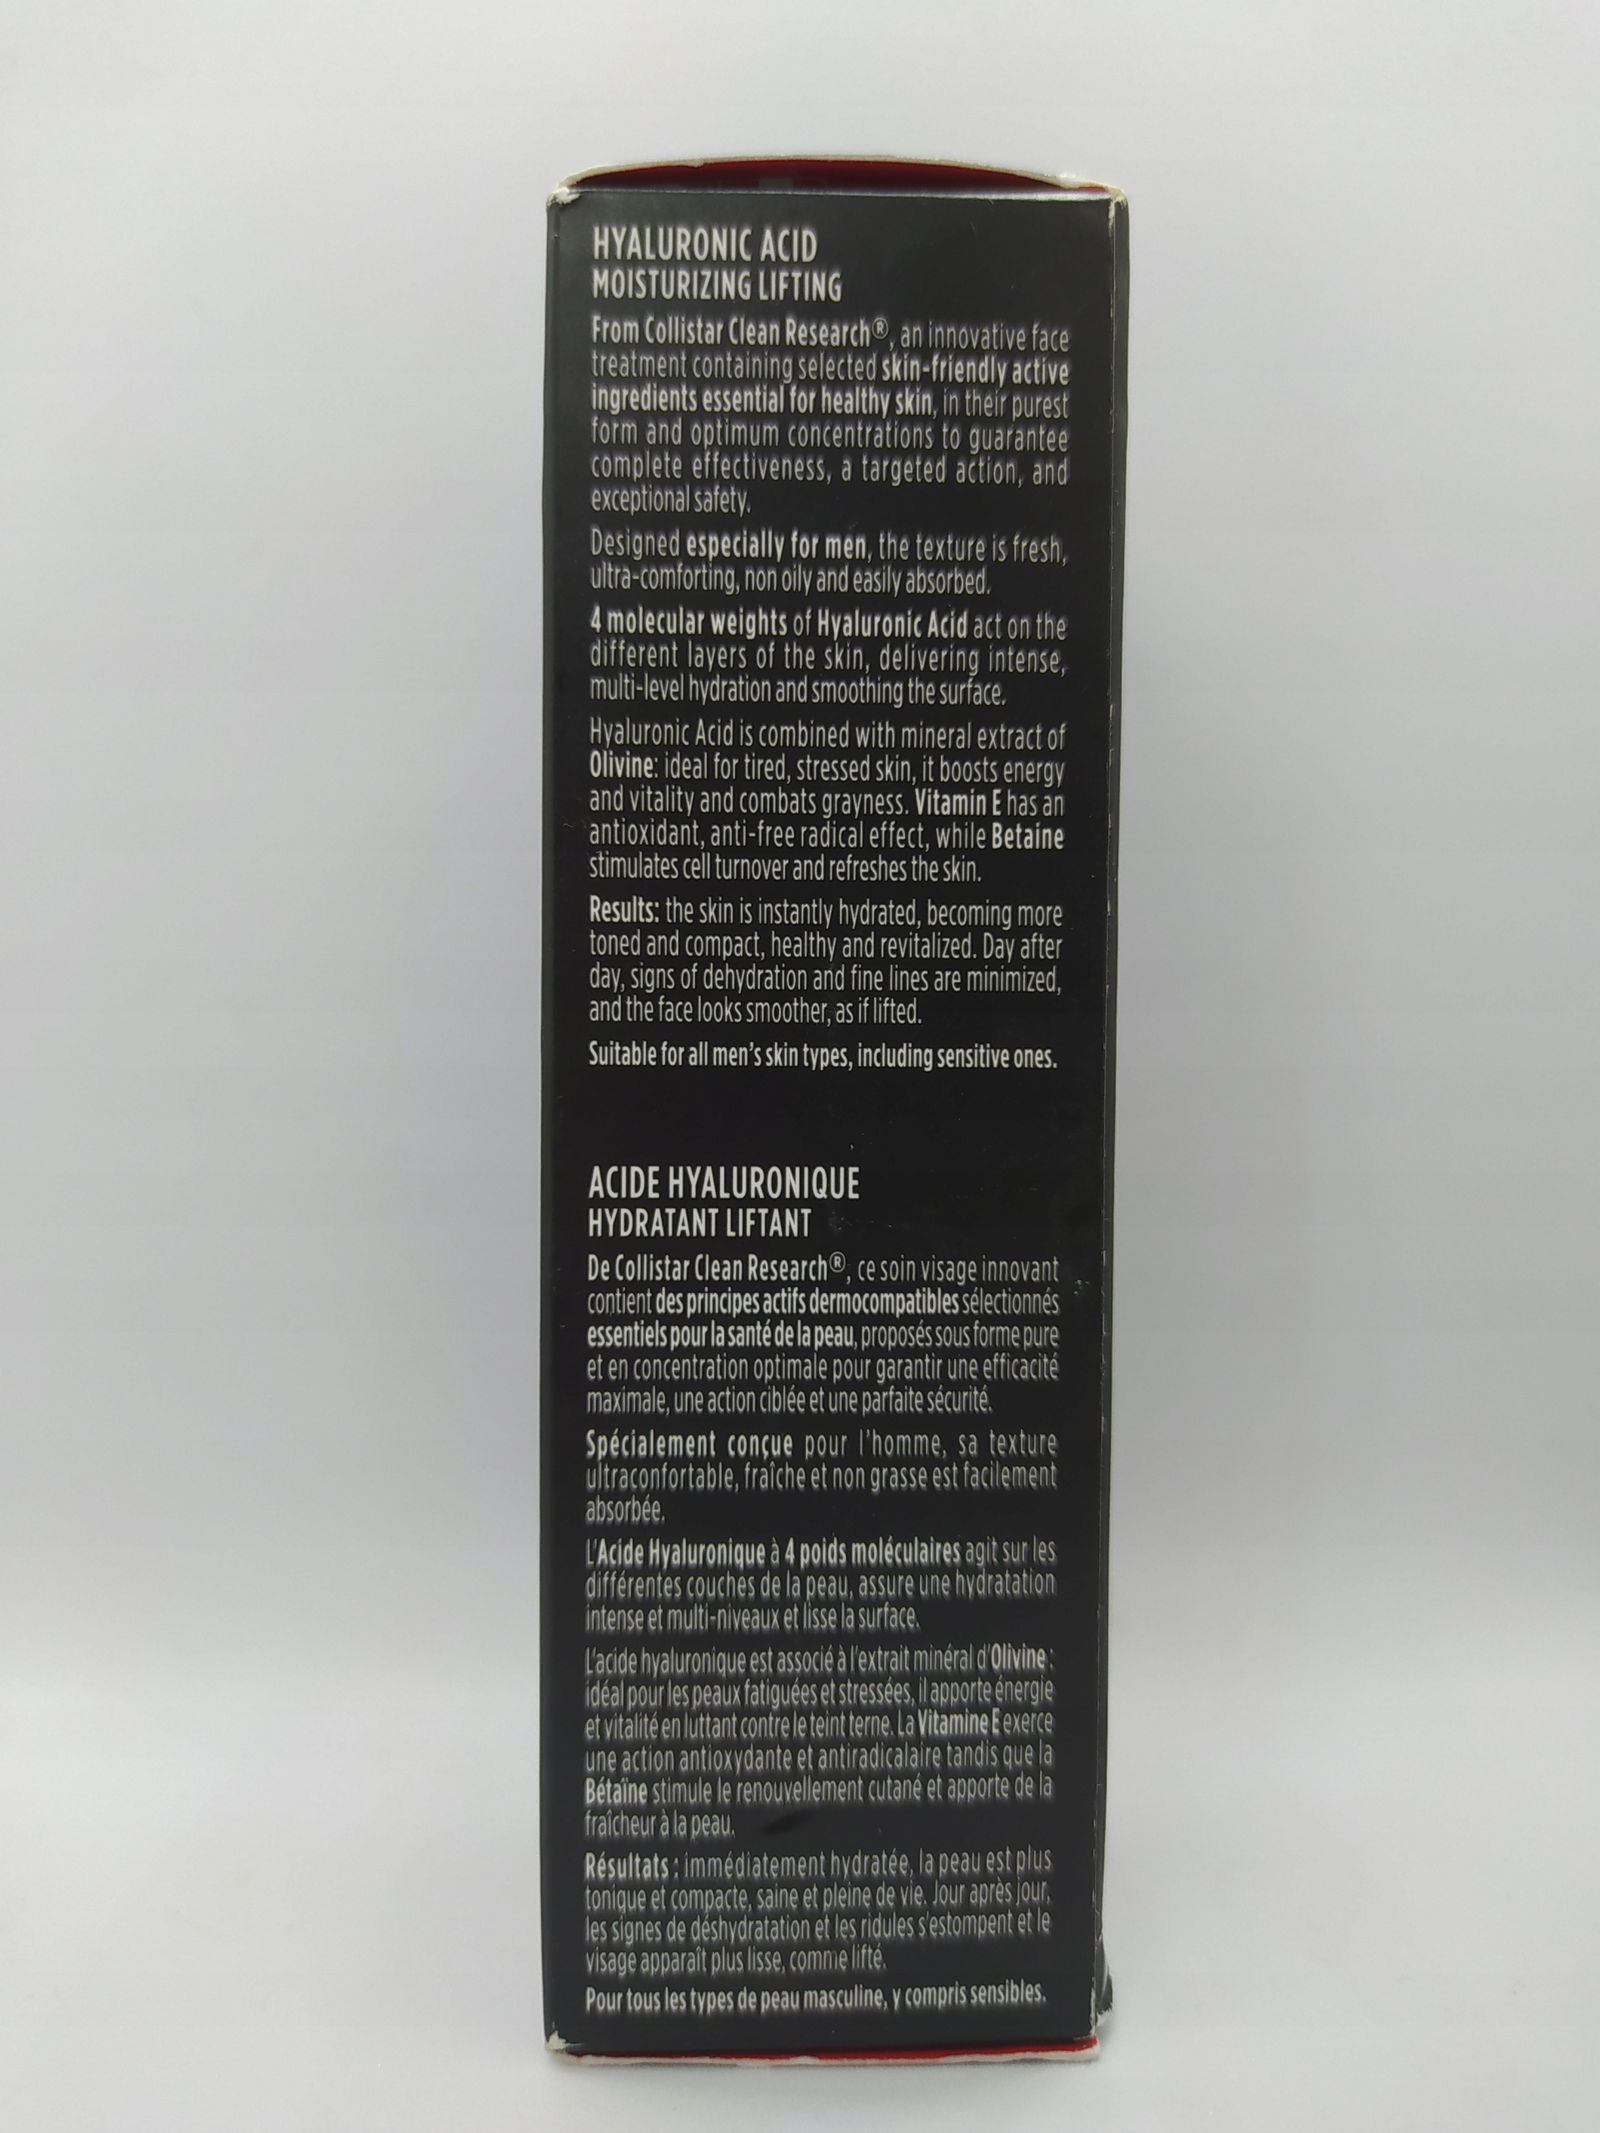 HYALURONIC ACID
MOISTURIZING LIFTING
From Collistar Clean Research®, an innovative face
treatment containing selected skin-friendly active
ingredients essential for healthy skin, in their purest
form and optimum concentrations to guarantee
complete effectiveness, a targeted action, and
exceptional safety.
Designed especially for men, the texture is fresh,
ultra-comforting, non oily and easily absorbed.
4 molecular weights of Hyaluronic Acid act on the
different layers of the skin, delivering intense,
multi-level hydration and smoothing the surface.
Hyaluronic Acid is combined with mineral extract of
Olivine: ideal for tired, stressed skin, it boosts energy
and vitality and combats grayness. Vitamin E has an
antioxidant, anti-free radical effect, while Betaine
stimulates cell turnover and refreshes the skin.
Results: the skin is instantly hydrated, becoming more
toned and compact, healthy and revitalized. Day after
day, signs of dehydration and fine lines are minimized,
and the face looks smoother, as if lifted.
Suitable for all men's skin types, including sensitive ones.
ACIDE HYALURONIQUE
HYDRATANT LIFTANT
De Collistar Clean Research®, ce soin visage innovant
contient des principes actifs dermocompatibles sélectionnés
essentiels pour la santé de la peau, proposés sous forme pure
et en concentration optimale pour garantir une efficacité
maximale, une action ciblée et une parfaite sécurité.
Spécialement conçue pour l'homme, sa texture
ultraconfortable, fraîche et non grasse est facilement
absorbée.
L'Acide Hyaluronique à 4 poids moléculaires agit sur les
différentes couches de la peau, assure une hydratation
intense et multi-niveaux et lisse la surface.
L'acide hyaluronique est associé à l'extrait minéral d'Olivine :
idéal pour les peaux fatiguées et stressées, il apporte énergie
et vitalité en luttant contre le teint terne. La Vitamine E exerce
une action antioxydante et antiradicalaire tandis que la
Bétaïne stimule le renouvellement cutané et apporte de la
fraîcheur à la peau.
Résultats : immédiatement hydratée, la peau est plus
tonique et compacte, saine et pleine de vie. Jour après jour,
les signes de déshydratation et les ridules s'estompent et le
visage apparaît plus lisse, comme lifté.
Pour tous les types de peau masculine, y compris sensibles.